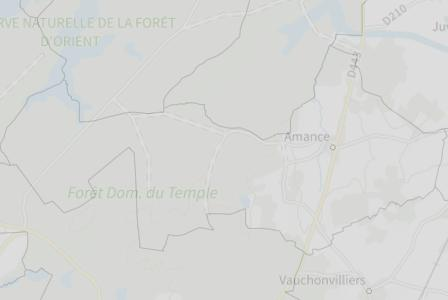 RVE NATURELLE DE LA FORÊT
D'ORIENT
D210
Ju
D443
Amance
Forêt Dom. du Temple
Vauchonvilliers